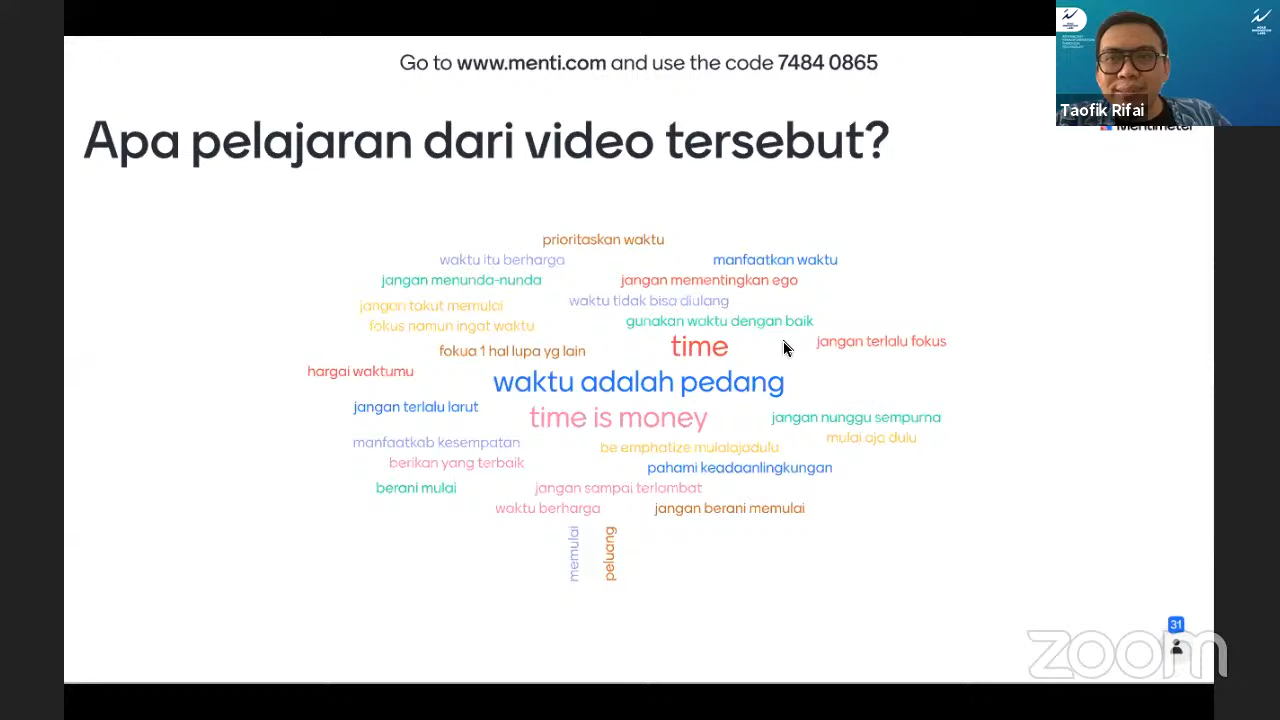 Go to www.menti.com and use the code 7484 0865
Taofik Rifai
Mentimeter
Apa pelajaran dari video tersebut?
prioritaskan waktu
waktu itu berharga
manfaatkan waktu
jangan menunda-nunda
jangan mementingkan ego
jangan takut memulai
waktu tidak bisa diulang
fokus namun ingat waktu
gunakan waktu dengan baik
fokua 1 hal lupa yg lain
time
jangan terlalu fokus
hargai waktumu
waktu adalah pedang
jangan terlalu larut
time is money
jangan nunggu sempurna
manfaatkab kesempatan
be emphatize mulaiajadulu
mulai aja dulu
berikan yang terbaik
pahami keadaanlingkungan
berani mulai
jangan sampai terlambat
waktu berharga
jangan berani memulai
memulai
peluang
31
zoom